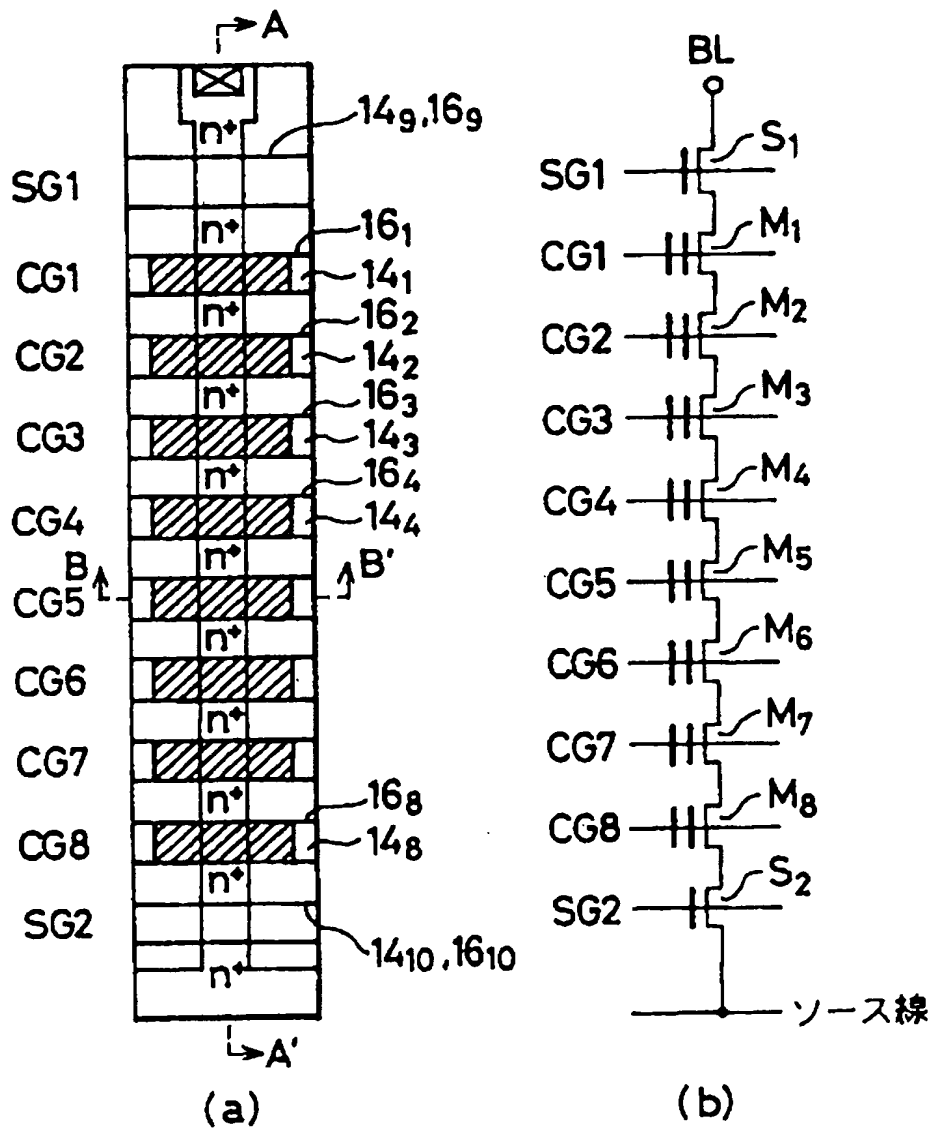 A
n⁺
14₉,16₉
SG1
n⁺
16₁
CG1
14₁
n⁺
16₂
CG2
14₂
n⁺
16₃
CG3
14₃
n⁺
16₄
CG4
14₄
n⁺
B
B'
CG5
n⁺
CG6
n⁺
CG7
n⁺
16₈
CG8
14₈
n⁺
SG2
14₁₀,16₁₀
n⁺
A'
(a)
BL
S₁
SG1
M₁
CG1
M₂
CG2
M₃
CG3
M₄
CG4
M₅
CG5
M₆
CG6
M₇
CG7
M₈
CG8
S₂
SG2
ソース線
(b)